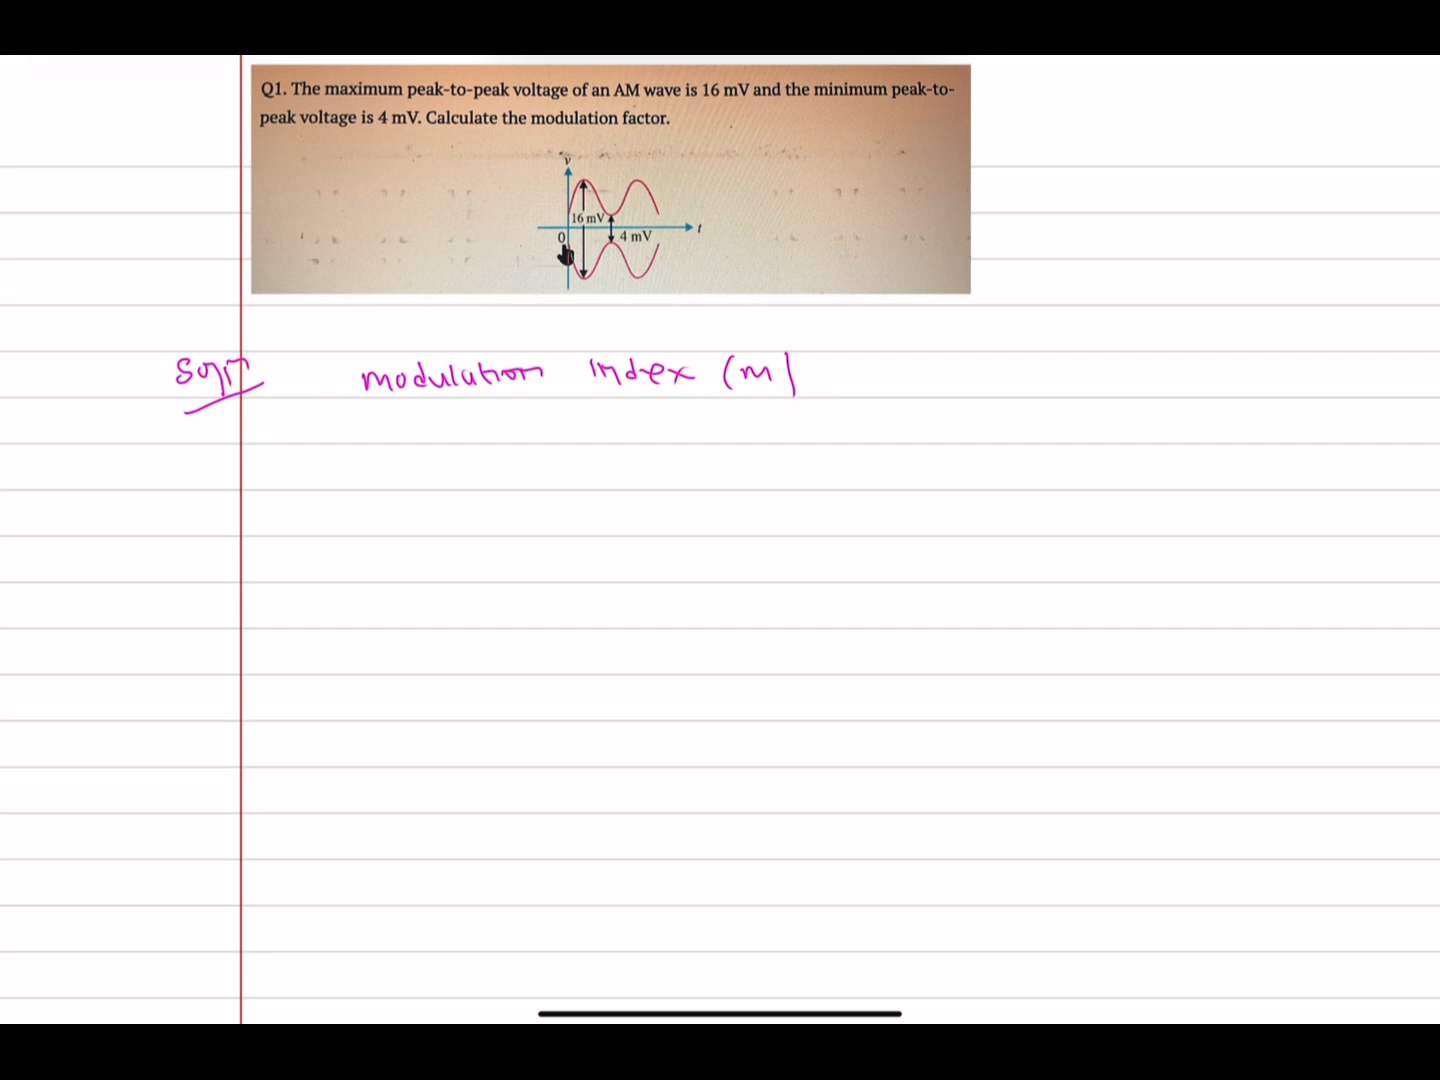 Q1. The maximum peak-to-peak voltage of an AM wave is 16 mV and the minimum peak-to-
peak voltage is 4 mV. Calculate the modulation factor.
v
16 mV
0
4 mV
t
modulation index (m)